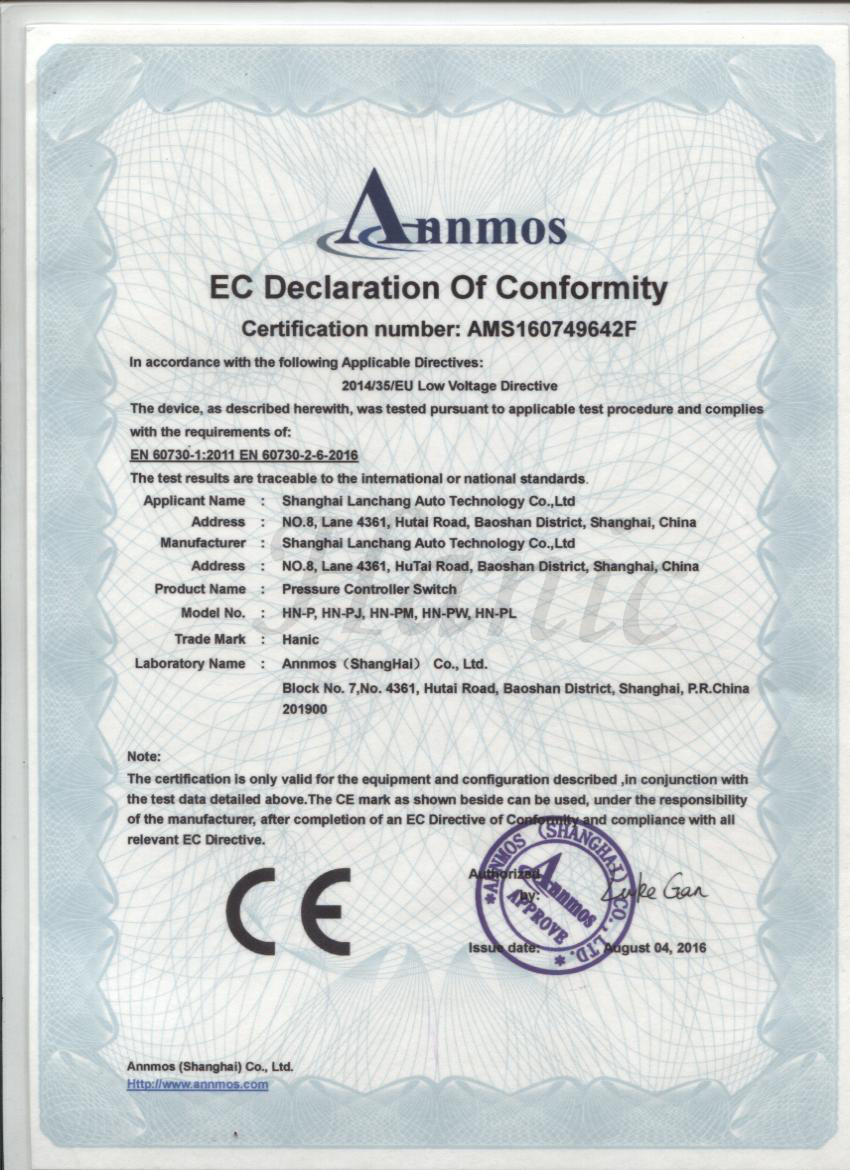 Annmos
EC Declaration Of Conformity
Certification number: AMS160749642F
In accordance with the following Applicable Directives:
2014/35/EU Low Voltage Directive
The device, as described herewith, was tested pursuant to applicable test procedure and complies
with the requirements of:
EN 60730-1:2011 EN 60730-2-6-2016
The test results are traceable to the international or national standards.
Applicant Name : Shanghai Lanchang Auto Technology Co.,Ltd
Address : NO.8, Lane 4361, Hutai Road, Baoshan District, Shanghai, China
Manufacturer : Shanghai Lanchang Auto Technology Co.,Ltd
Address : NO.8, Lane 4361, HuTai Road, Baoshan District, Shanghai, China
Hanic
Product Name : Pressure Controller Switch
Model No. : HN-P, HN-PJ, HN-PM, HN-PW, HN-PL
Trade Mark : Hanic
Laboratory Name : Annmos（ShangHai） Co., Ltd.
Block No. 7,No. 4361, Hutai Road, Baoshan District, Shanghai, P.R.China
201900
Note:
The certification is only valid for the equipment and configuration described ,in conjunction with
the test data detailed above.The CE mark as shown beside can be used, under the responsibility
of the manufacturer, after completion of an EC Directive of Conformity and compliance with all
relevant EC Directive.
CE
Authorized
by: Luke Gan
*ANNMOS (SHANGHAI) CO., LTD. *
Annmos
APPROVE
Issue date: August 04, 2016
Annmos (Shanghai) Co., Ltd.
Http://www.annmos.com